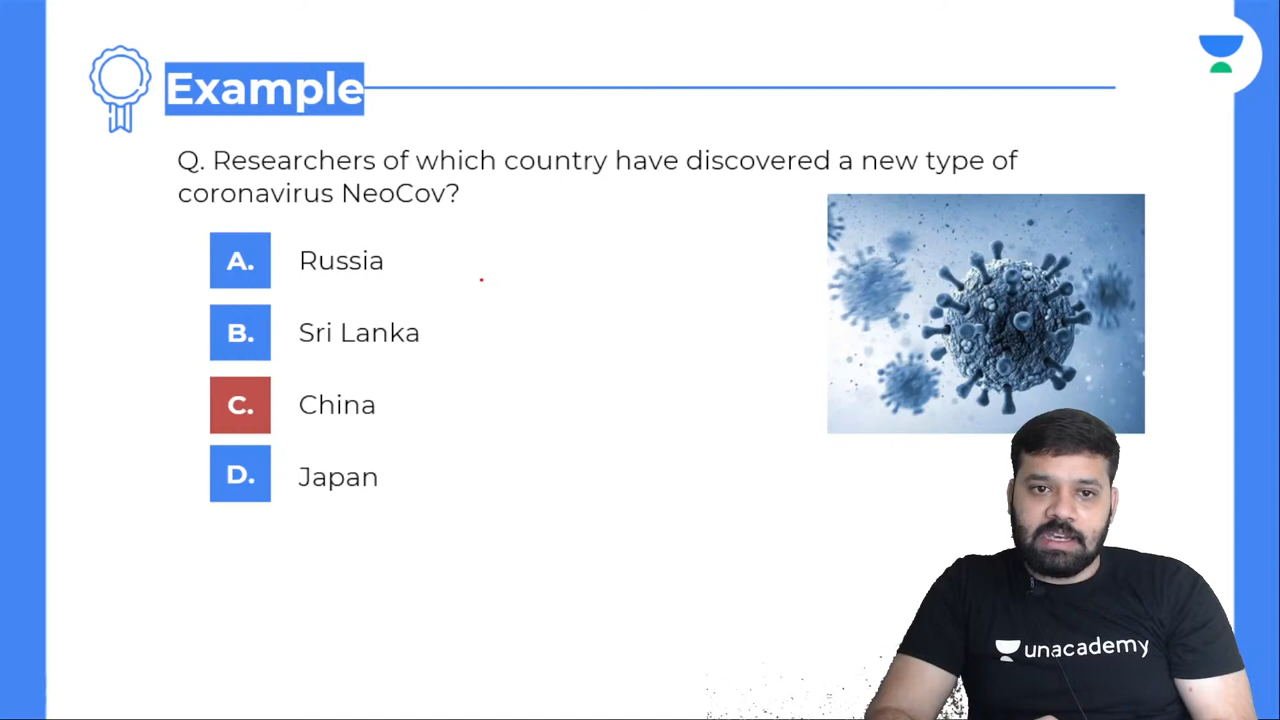 Example
Q. Researchers of which country have discovered a new type of
coronavirus NeoCov?
A. Russia
B. Sri Lanka
C. China
D. Japan
unacademy